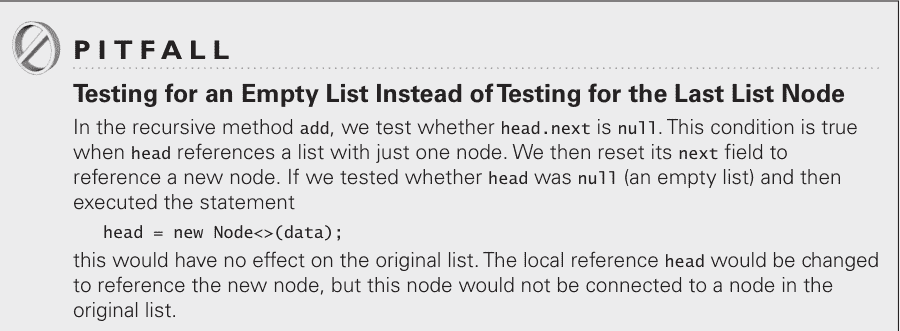 PITFALL
Testing for an Empty List Instead of Testing for the Last List Node
In the recursive method add, we test whether head.next is null. This condition is true
when head references a list with just one node. We then reset its next field to
reference a new node. If we tested whether head was null (an empty list) and then
executed the statement
head = new Node<>(data);
this would have no effect on the original list. The local reference head would be changed
to reference the new node, but this node would not be connected to a node in the
original list.